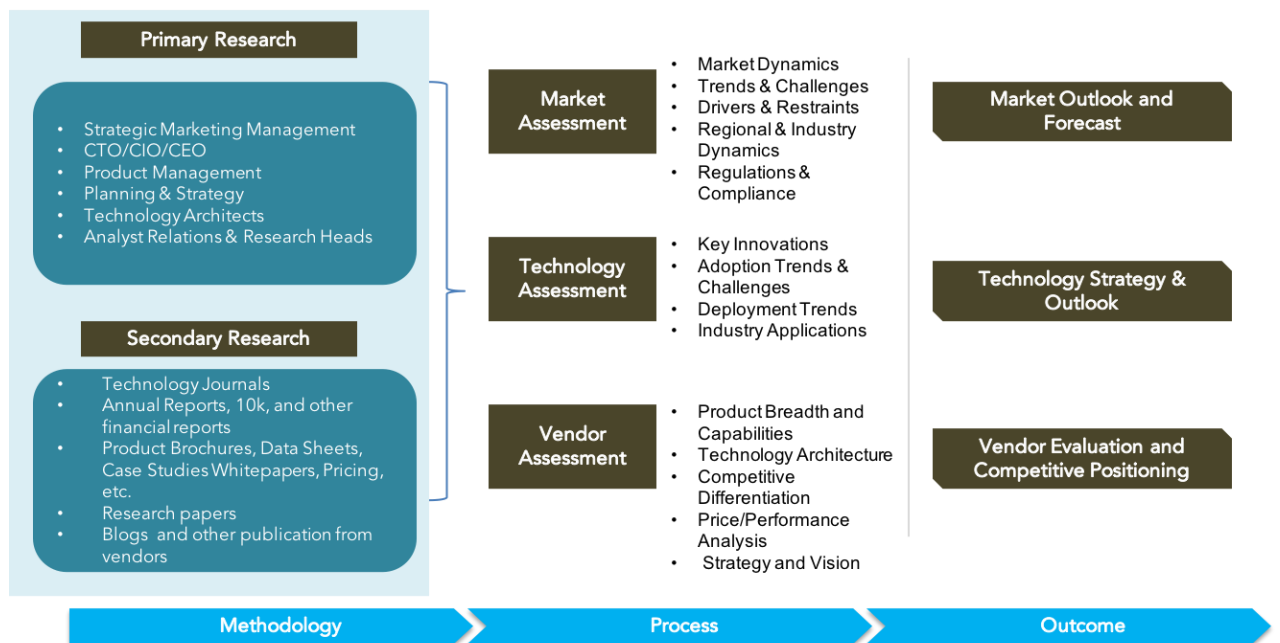 Primary Research
• Strategic Marketing Management
• CTO/CIO/CEO
• Product Management
• Planning & Strategy
• Technology Architects
• Analyst Relations & Research Heads
Secondary Research
• Technology Journals
• Annual Reports, 10k, and other
financial reports
• Product Brochures, Data Sheets,
Case Studies Whitepapers, Pricing,
etc.
• Research papers
• Blogs and other publication from
vendors
Market
Assessment
• Market Dynamics
• Trends & Challenges
• Drivers & Restraints
• Regional & Industry
Dynamics
• Regulations &
Compliance
Technology
Assessment
• Key Innovations
• Adoption Trends &
Challenges
• Deployment Trends
• Industry Applications
Vendor
Assessment
• Product Breadth and
Capabilities
• Technology Architecture
• Competitive
Differentiation
• Price/Performance
Analysis
• Strategy and Vision
Market Outlook and
Forecast
Technology Strategy &
Outlook
Vendor Evaluation and
Competitive Positioning
Methodology
Process
Outcome